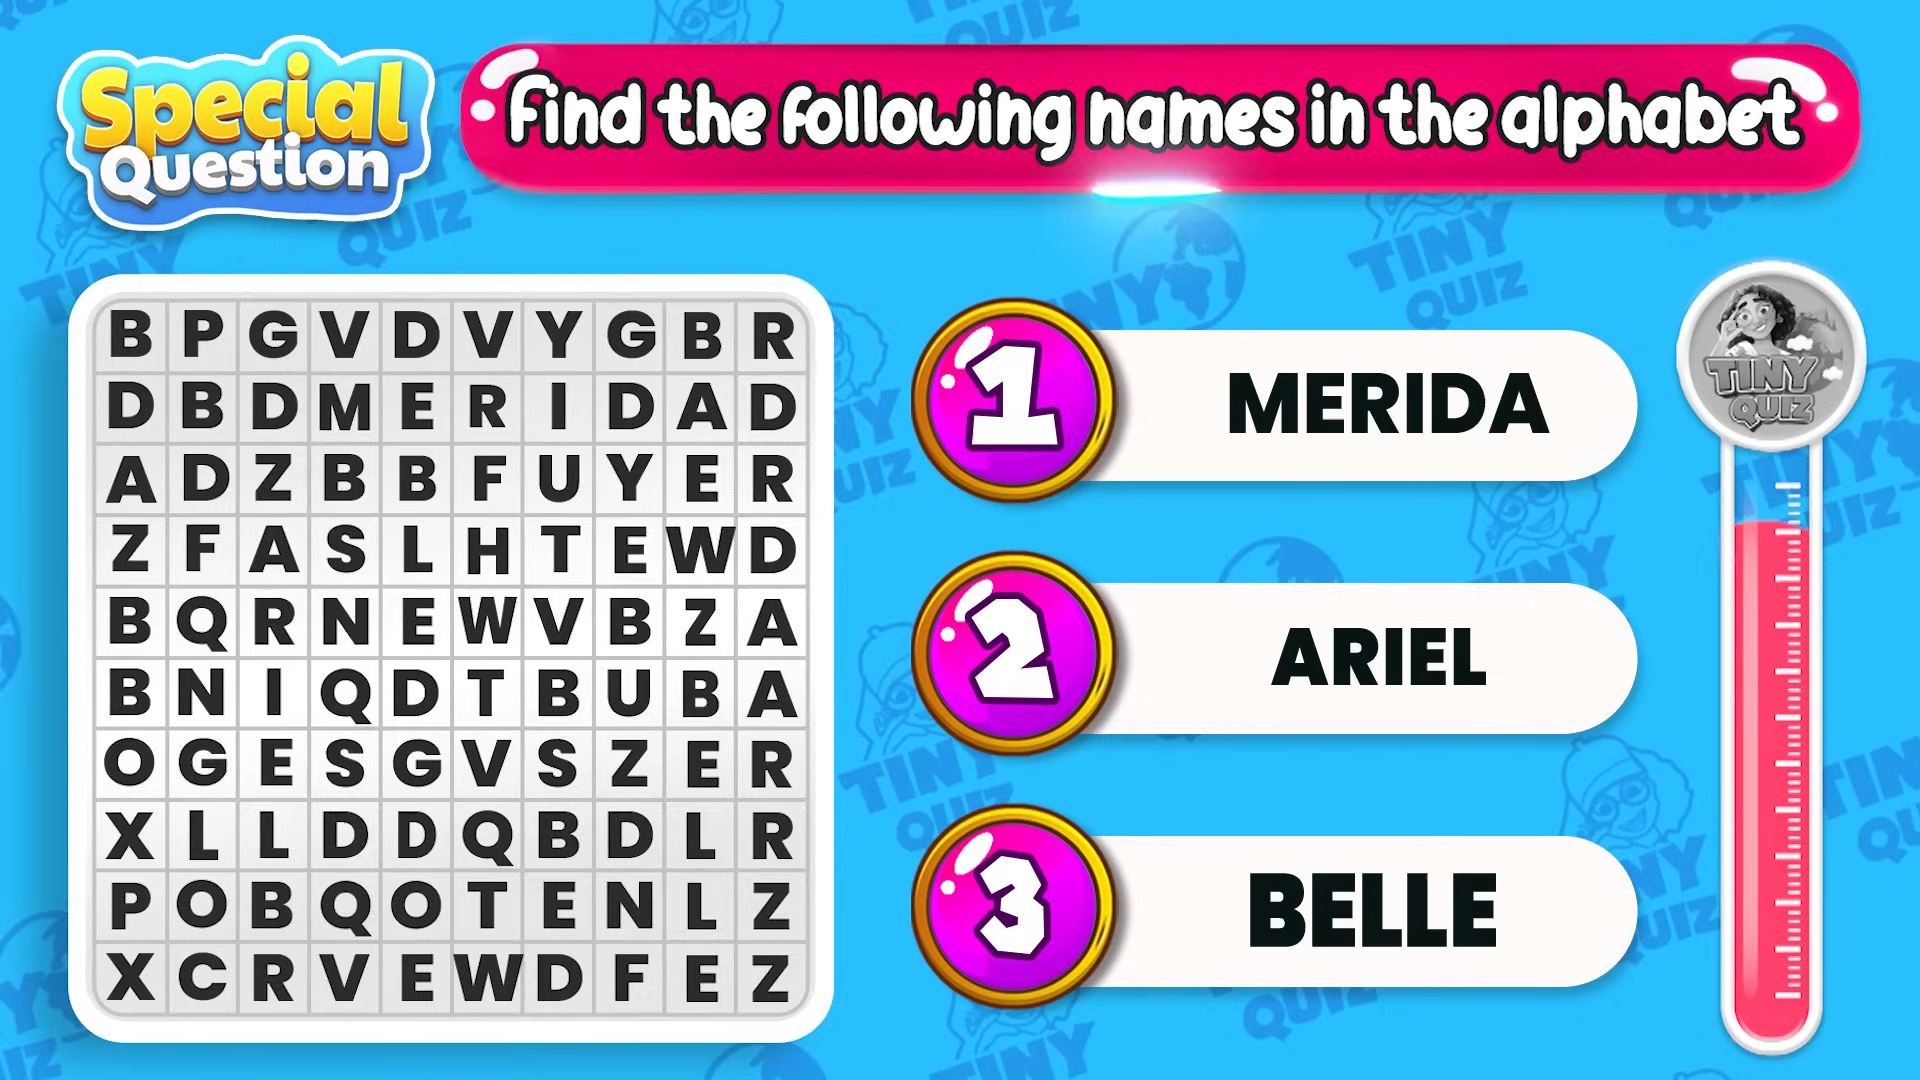 Special
Question
Find the following names in the alphabet
B P G V D V Y G B R
D B D M E R I D A D
A D Z B B F U Y E R
Z F A S L H T E W D
B Q R N E W V B Z A
B N I Q D T B U B A
O G E S G V S Z E R
X L L D D Q B D L R
P O B Q O T E N L Z
X C R V E W D F E Z
1 MERIDA
2 ARIEL
3 BELLE
TINY
QUIZ